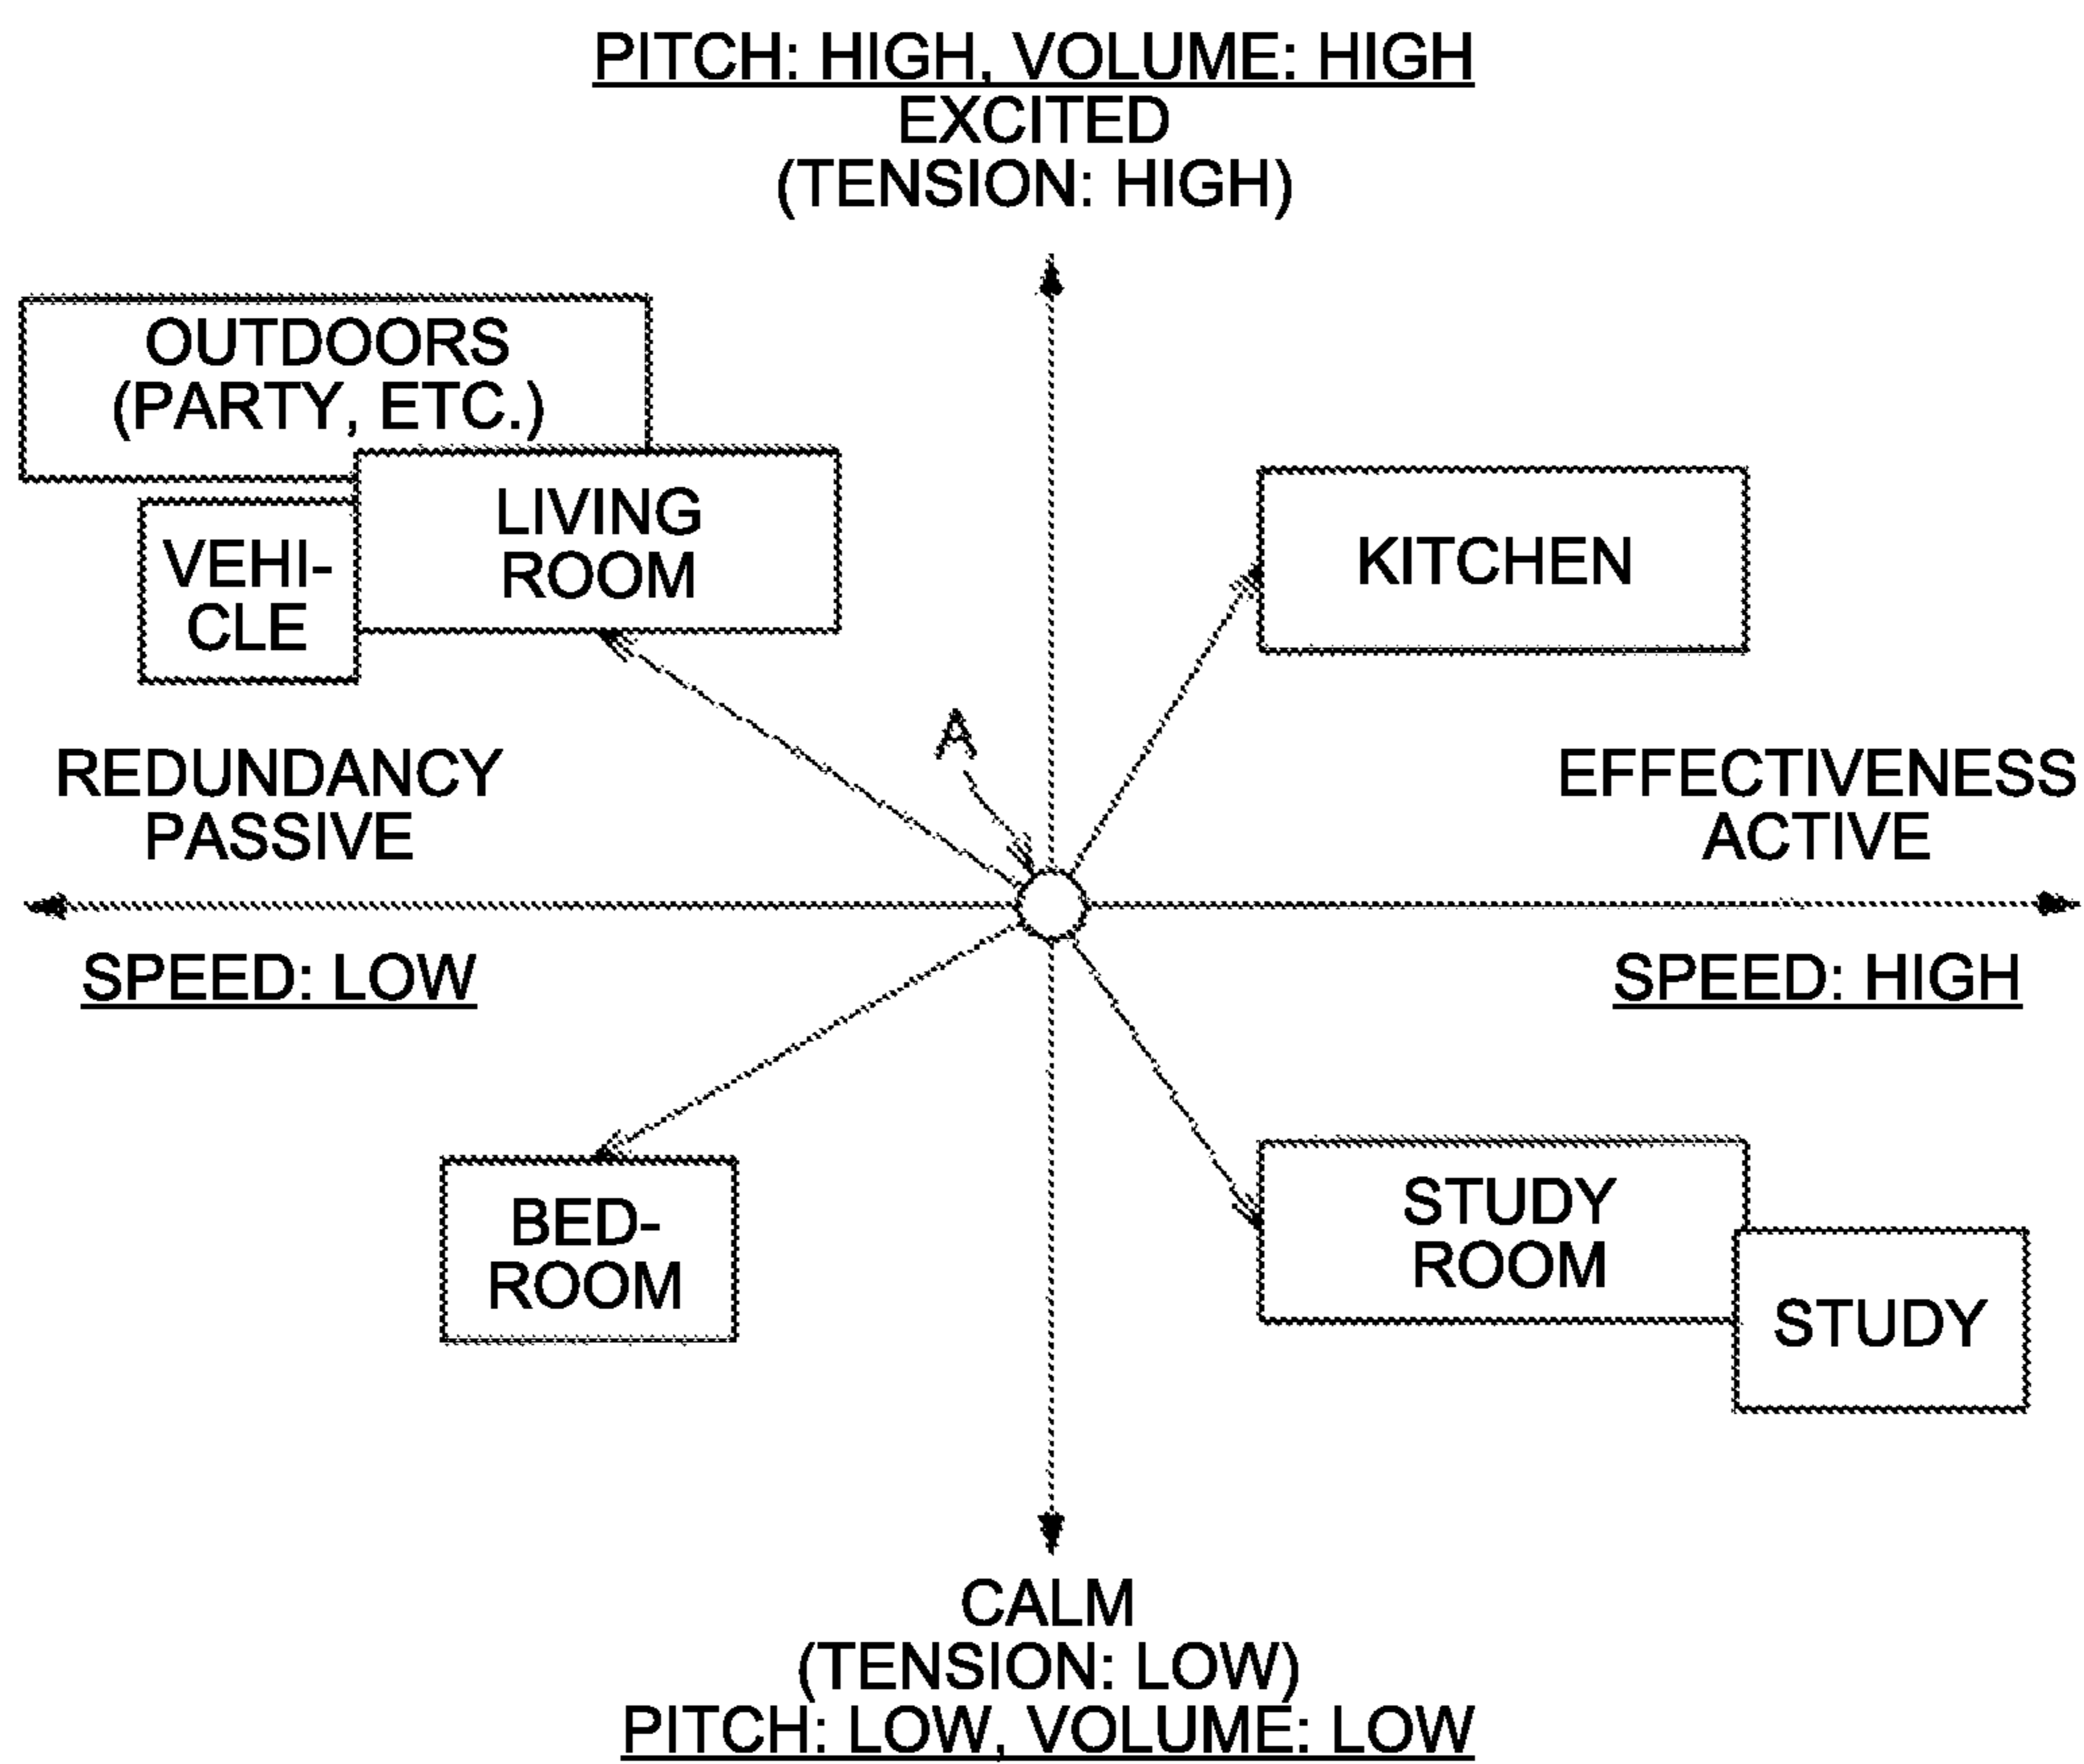 PITCH: HIGH, VOLUME: HIGH
EXCITED
(TENSION: HIGH)
OUTDOORS
(PARTY, ETC.)
LIVING
ROOM
VEHI-
CLE
KITCHEN
A
REDUNDANCY
PASSIVE
EFFECTIVENESS
ACTIVE
SPEED: LOW
SPEED: HIGH
BED-
ROOM
STUDY
ROOM
STUDY
CALM
(TENSION: LOW)
PITCH: LOW, VOLUME: LOW